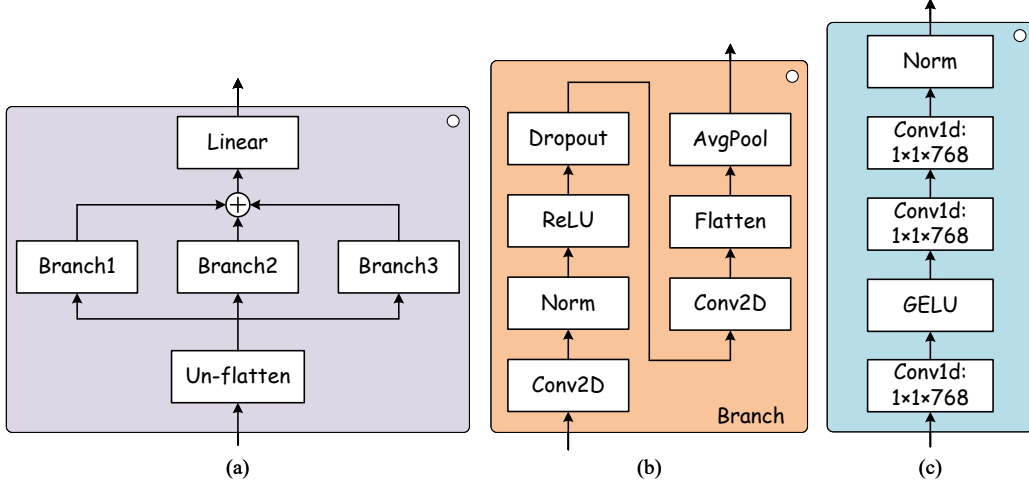 Linear
Branch1
Branch2
Branch3
Un-flatten
(a)
Dropout
ReLU
Norm
Conv2D
AvgPool
Flatten
Conv2D
Branch
(b)
Norm
Conv1d:
1×1×768
Conv1d:
1×1×768
GELU
Conv1d:
1×1×768
(c)